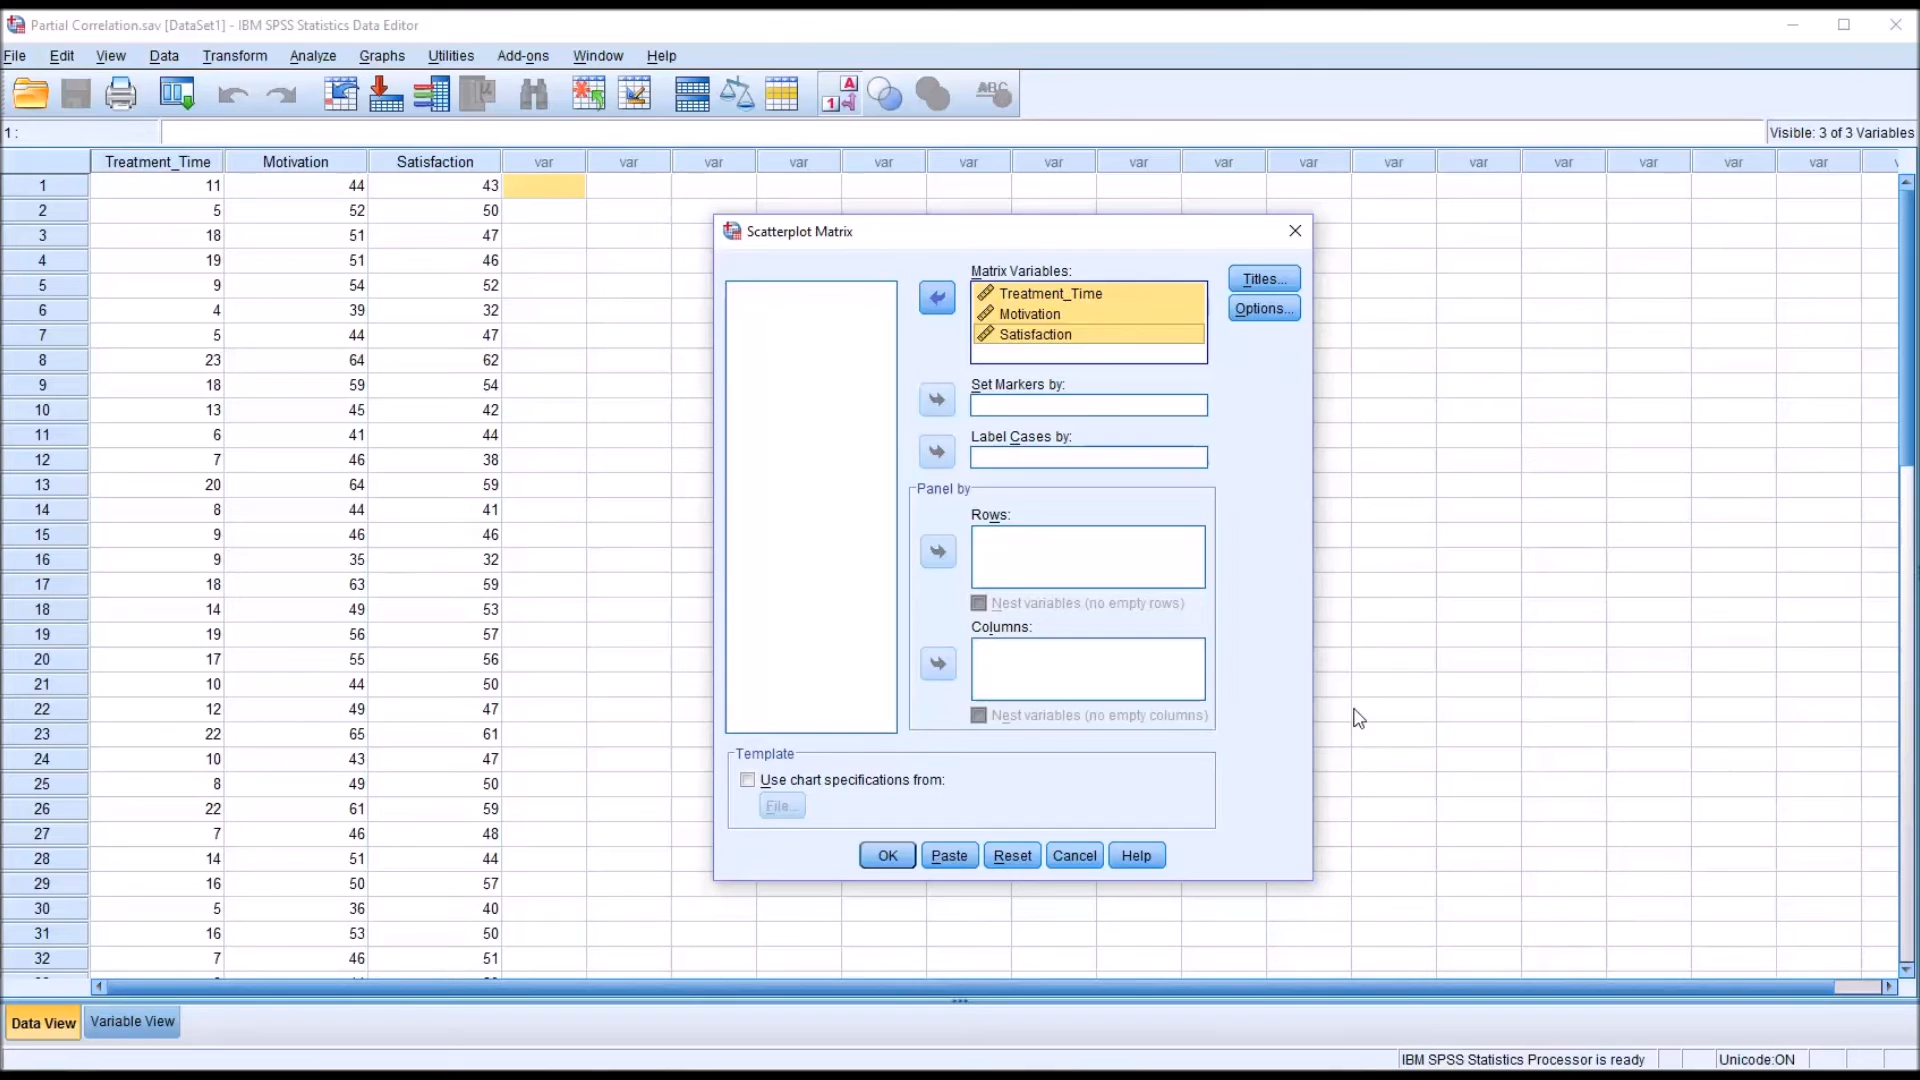 Partial Correlation.sav [DataSet1] - IBM SPSS Statistics Data Editor
File Edit View Data Transform Analyze Graphs Utilities Add-ons Window Help
1 :
Visible: 3 of 3 Variables
Treatment_Time Motivation Satisfaction var var var var var var var var var var var var var var var var
1 11 44 43
2 5 52 50
3 18 51 47
4 19 51 46
5 9 54 52
6 4 39 32
7 5 44 47
8 23 64 62
9 18 59 54
10 13 45 42
11 6 41 44
12 7 46 38
13 20 64 59
14 8 44 41
15 9 46 46
16 9 35 32
17 18 63 59
18 14 49 53
19 19 56 57
20 17 55 56
21 10 44 50
22 12 49 47
23 22 65 61
24 10 43 47
25 8 49 50
26 22 61 59
27 7 46 48
28 14 51 44
29 16 50 57
30 5 36 40
31 16 53 50
32 7 46 51
Scatterplot Matrix
Matrix Variables:
Treatment_Time
Motivation
Satisfaction
Titles...
Options...
Set Markers by:
Label Cases by:
Panel by
Rows:
Nest variables (no empty rows)
Columns:
Nest variables (no empty columns)
Template
Use chart specifications from:
File...
OK Paste Reset Cancel Help
Data View Variable View
IBM SPSS Statistics Processor is ready Unicode:ON